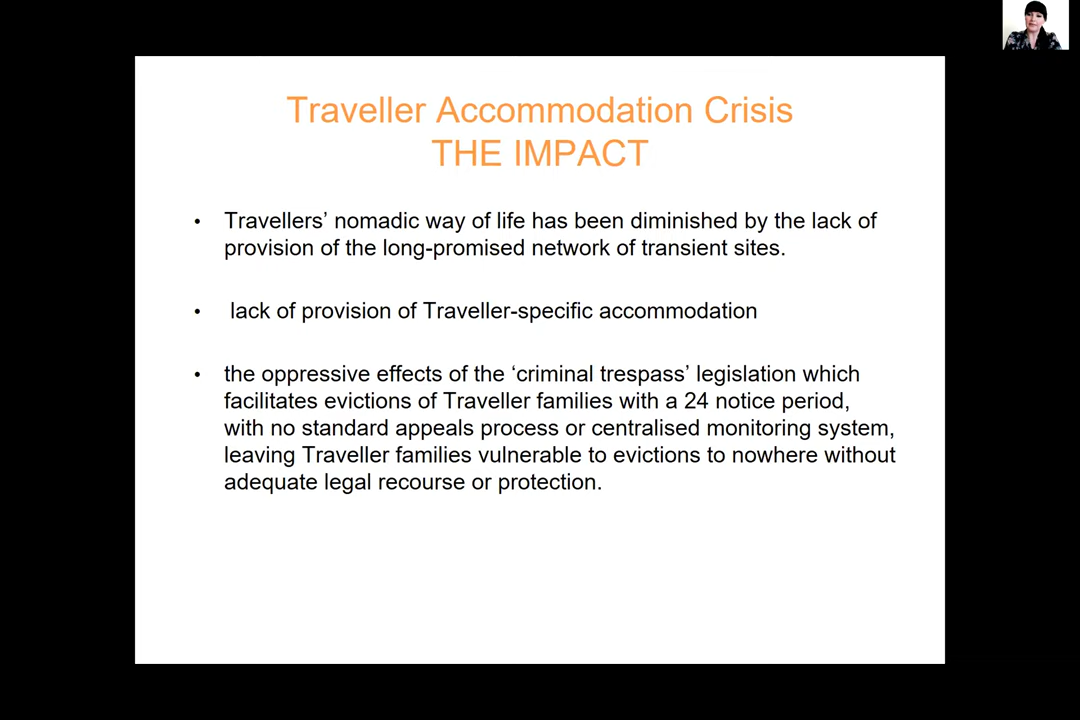 Traveller Accommodation Crisis
THE IMPACT
• Travellers’ nomadic way of life has been diminished by the lack of
provision of the long-promised network of transient sites.
• lack of provision of Traveller-specific accommodation
• the oppressive effects of the ‘criminal trespass’ legislation which
facilitates evictions of Traveller families with a 24 notice period,
with no standard appeals process or centralised monitoring system,
leaving Traveller families vulnerable to evictions to nowhere without
adequate legal recourse or protection.